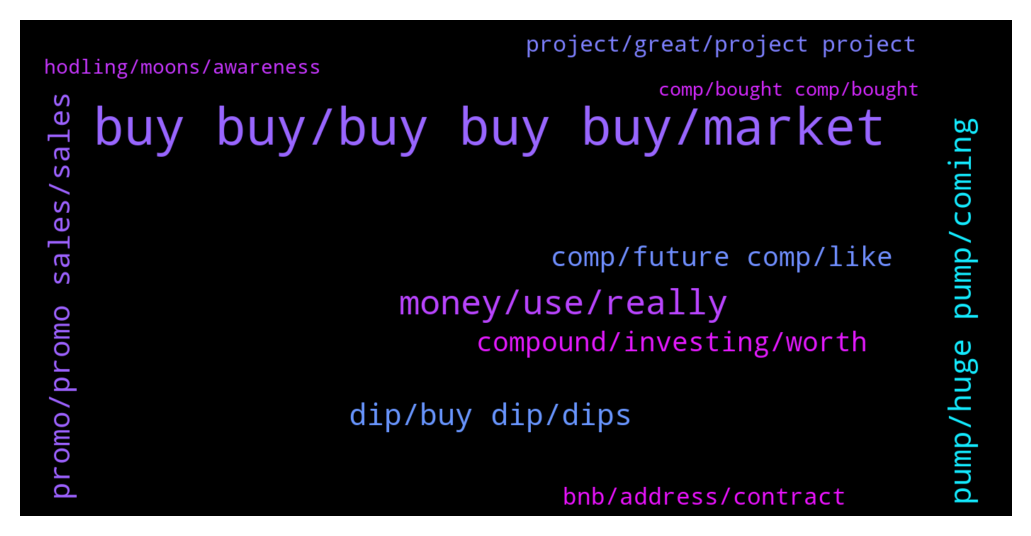 project/great/project project
hodling/moons/awareness
comp/bought comp/bought
buy buy/buy buy buy/market
promo/promo sales/sales
pump/huge pump/coming
comp/future comp/like
money/use/really
compound/investing/worth
dip/buy dip/dips
bnb/address/contract